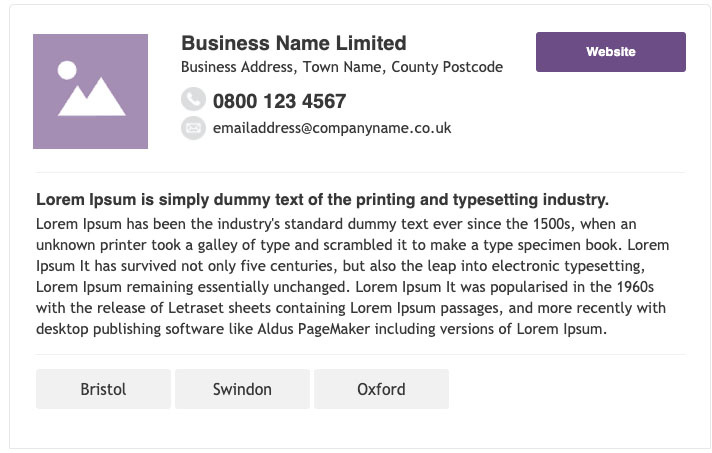 Business Name Limited
Website
Business Address, Town Name, County Postcode
0800 123 4567
emailaddress@companyname.co.uk
Lorem Ipsum is simply dummy text of the printing and typesetting industry.
Lorem Ipsum has been the industry's standard dummy text ever since the 1500s, when an
unknown printer took a galley of type and scrambled it to make a type specimen book. Lorem
Ipsum It has survived not only five centuries, but also the leap into electronic typesetting,
Lorem Ipsum remaining essentially unchanged. Lorem Ipsum It was popularised in the 1960s
with the release of Letraset sheets containing Lorem Ipsum passages, and more recently with
desktop publishing software like Aldus PageMaker including versions of Lorem Ipsum.
Bristol
Swindon
Oxford